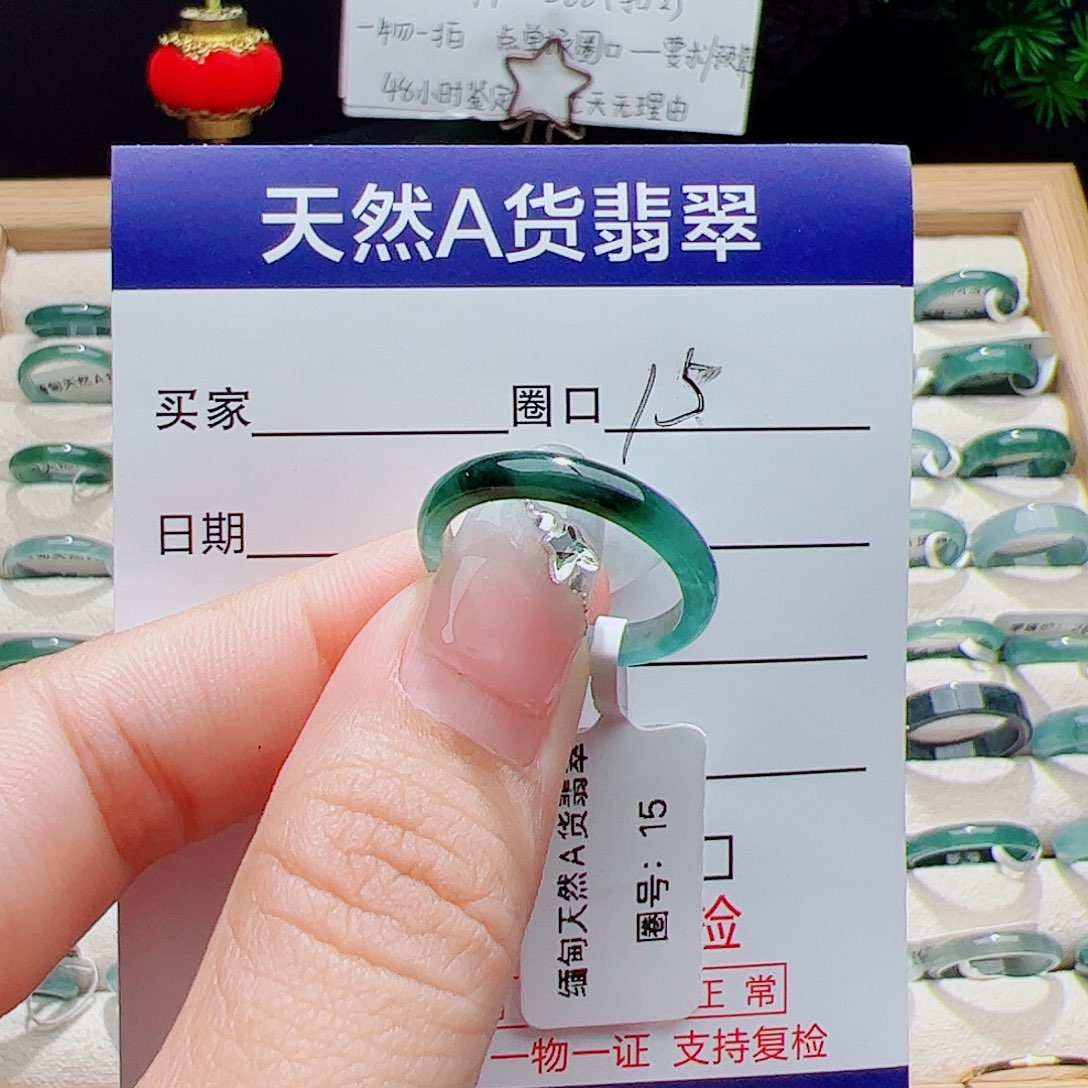 一物一拍
48小时鉴定 七天无理由
天然A货翡翠
买家 圈口 15
日期
缅甸天然A货翡翠
圈号：15
检
正常
一物一证 支持复检